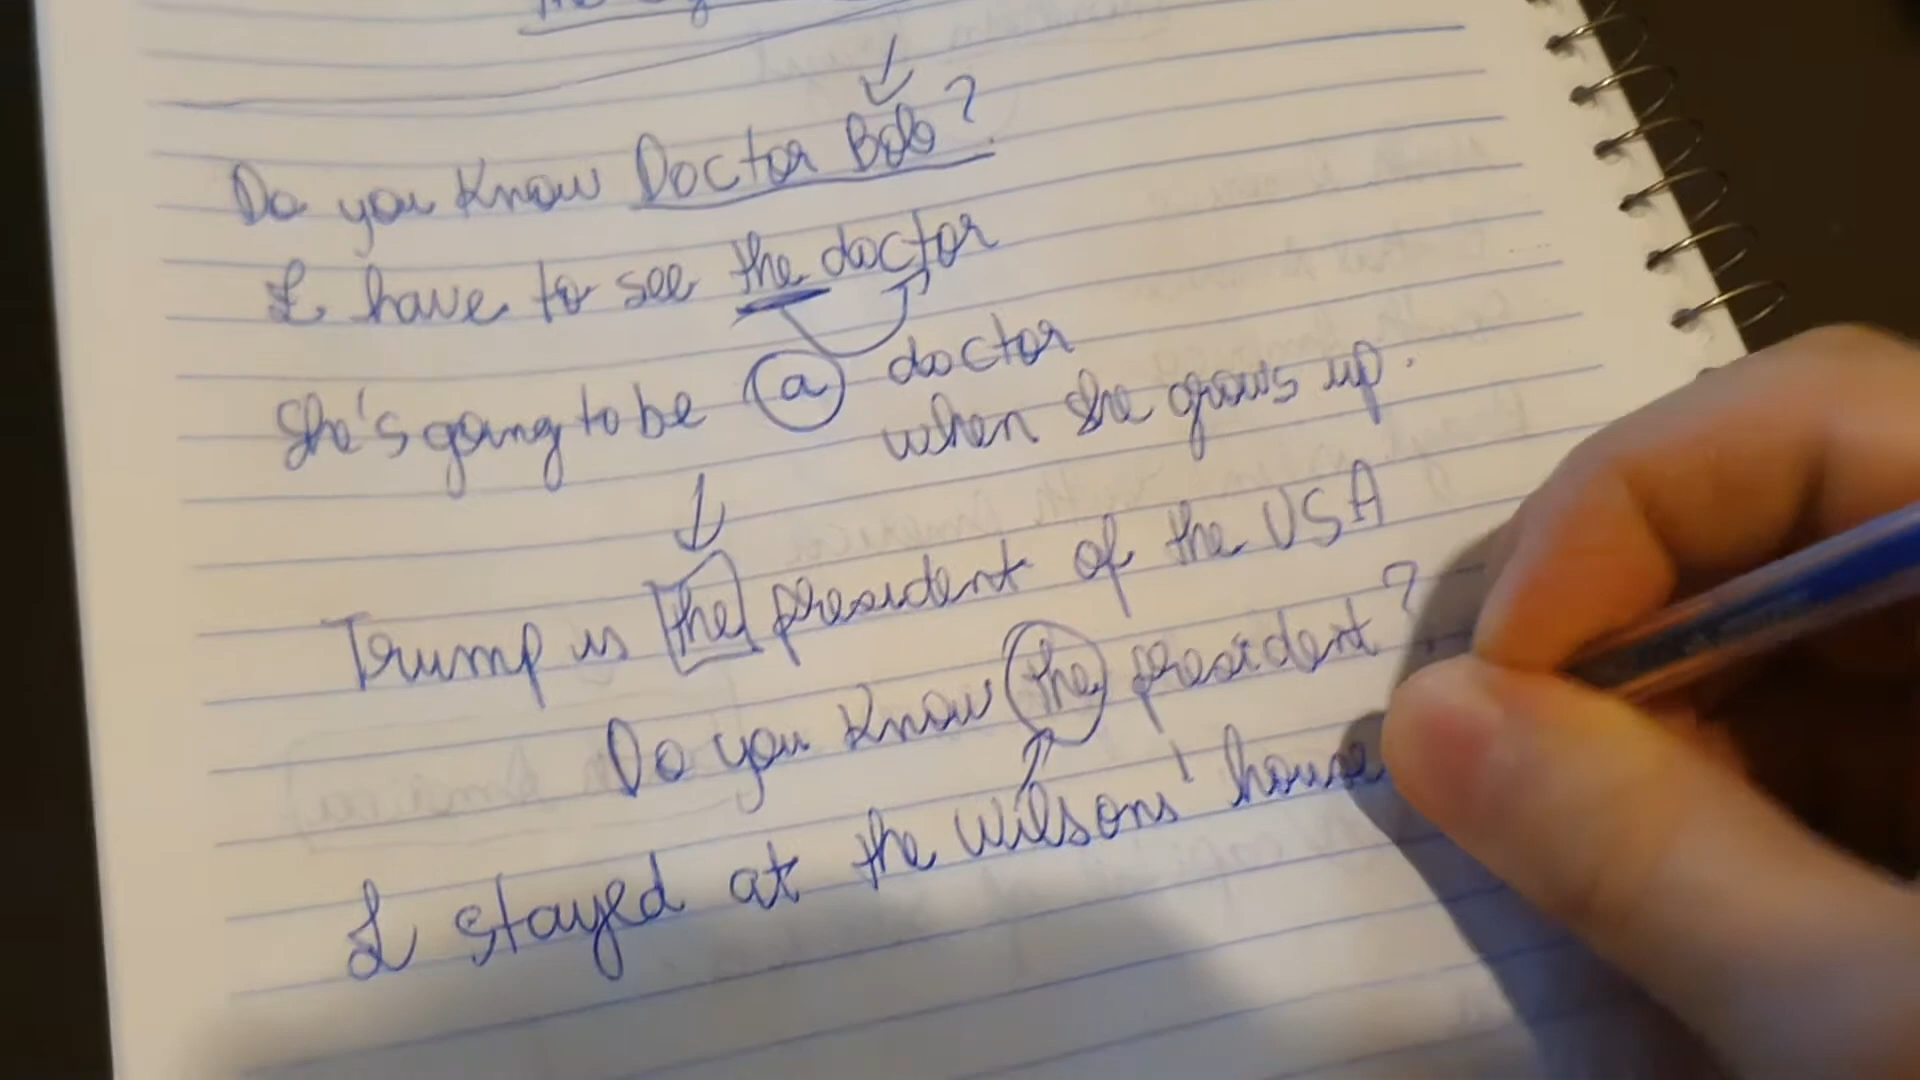 the
Do you know Doctor Bob?
I have to see the doctor
She's going to be a doctor
when she grows up.
Trump is the president of the USA
Do you know the president?
I stayed at the Wilsons' house